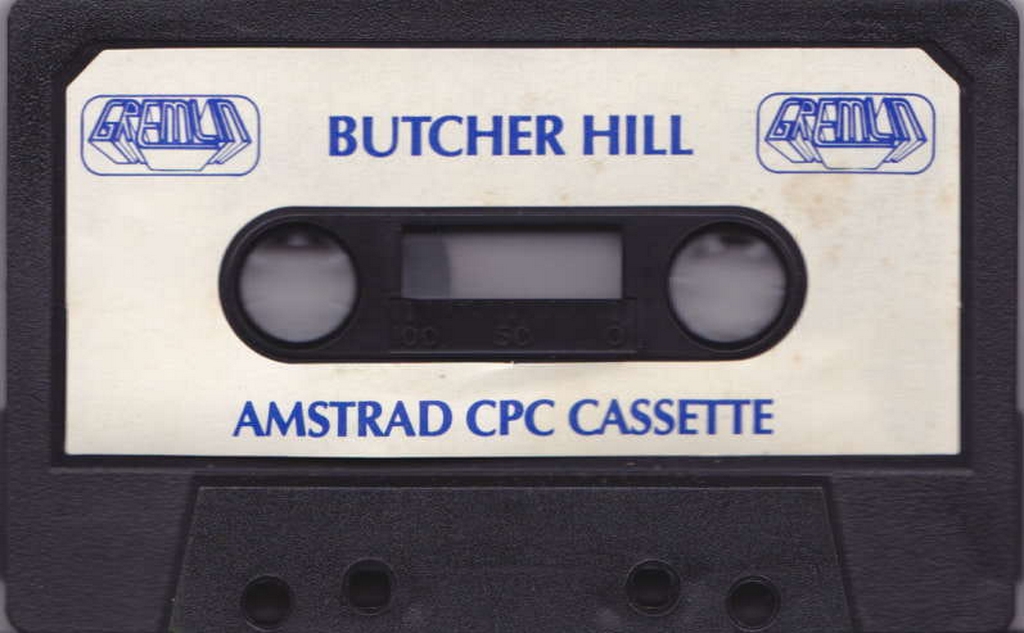 GREMLIN
BUTCHER HILL
GREMLIN
100 50 0
AMSTRAD CPC CASSETTE